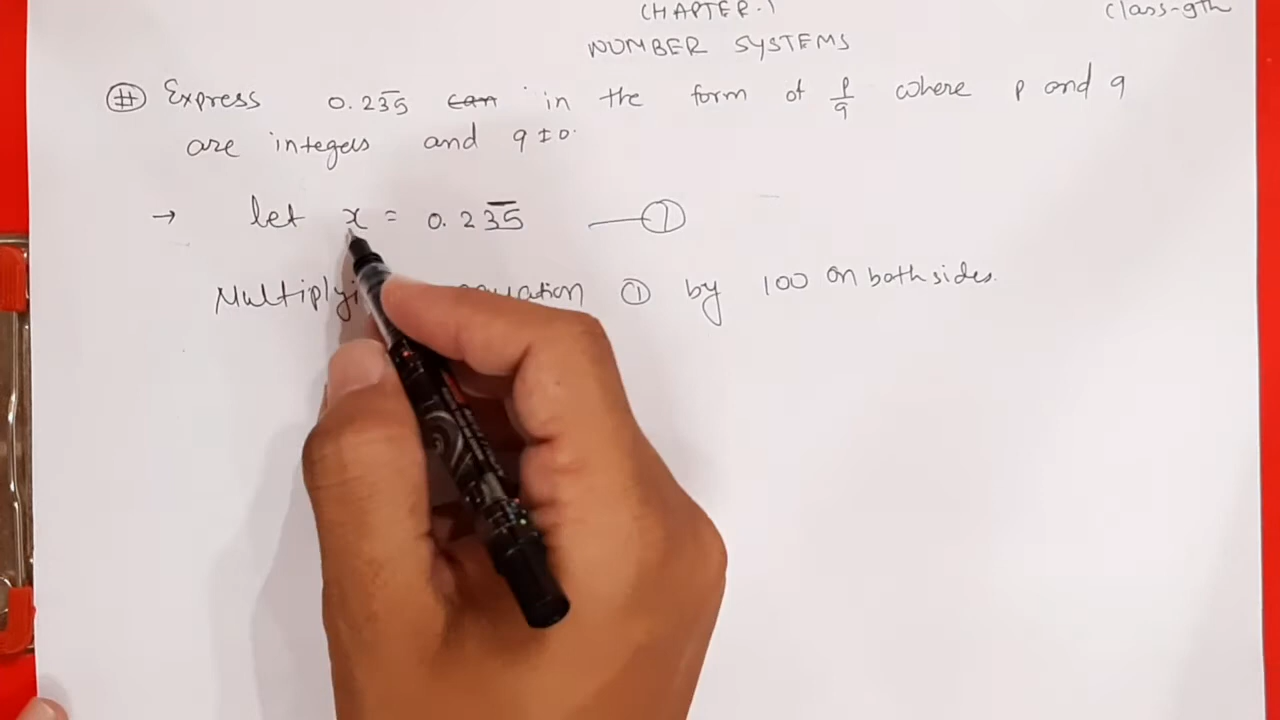 CHAPTER-1 Class-9th
NUMBER SYSTEMS
# Express 0.23̅5̅ can in the form of p/q where p and q
are integers and q ≠ 0.
→ let x = 0.23̅5̅ — ①
equation ① by 100 on both sides.